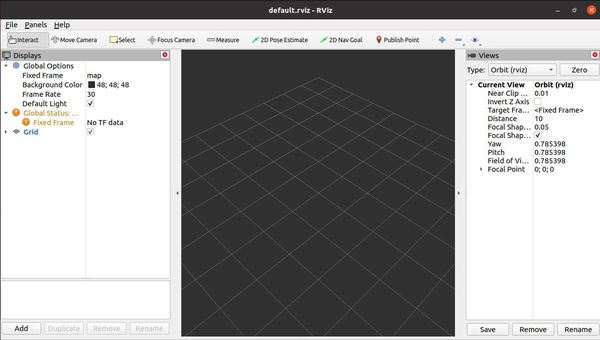 default.rviz - RViz
File Panels Help
Interact Move Camera Select Focus Camera Measure 2D Pose Estimate 2D Nav Goal Publish Point
Displays
Global Options
Fixed Frame map
Background Color 48; 48; 48
Frame Rate 30
Default Light
Global Status: ...
Fixed Frame No TF data
Grid
Add Duplicate Remove Rename
Views
Type: Orbit (rviz) Zero
Current View Orbit (rviz)
Near Clip ... 0.01
Invert Z Axis
Target Fra... <Fixed Frame>
Distance 10
Focal Shap... 0.05
Focal Shap...
Yaw 0.785398
Pitch 0.785398
Field of Vi... 0.785398
Focal Point 0; 0; 0
Save Remove Rename